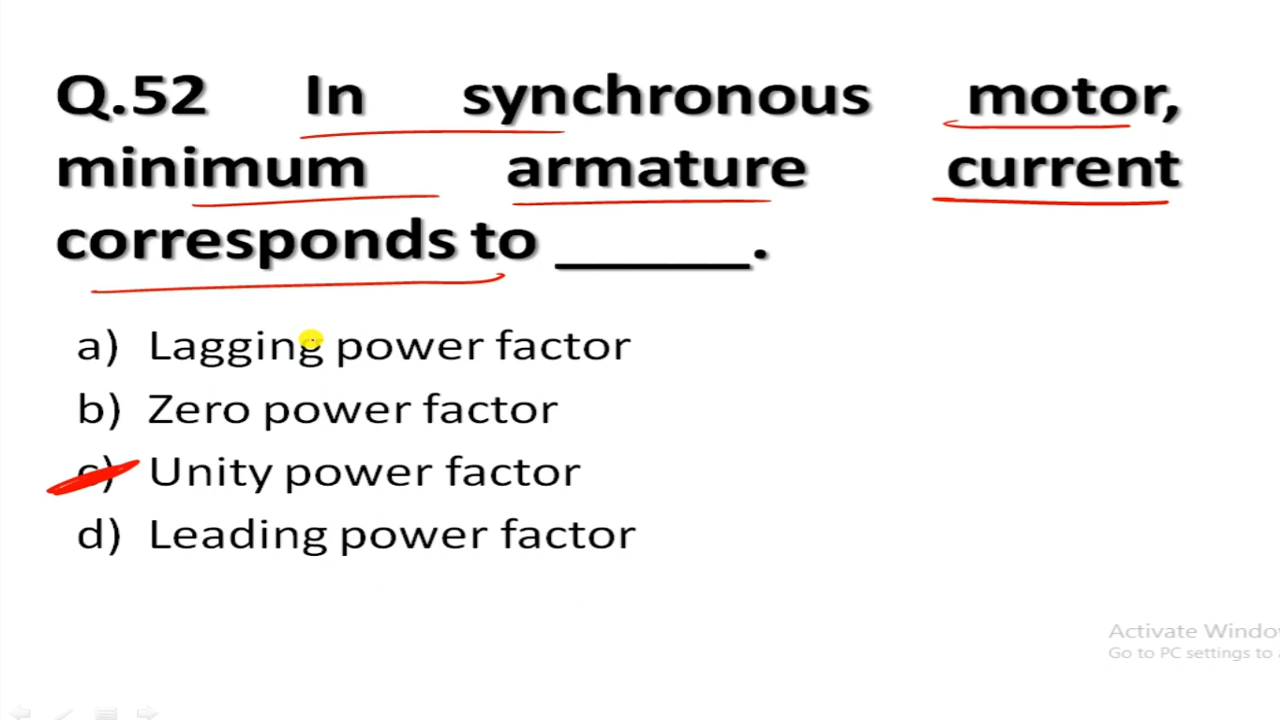 Q.52 In synchronous motor,
minimum armature current
corresponds to ______.
a) Lagging power factor
b) Zero power factor
c) Unity power factor
d) Leading power factor
Activate Windo
Go to PC settings to